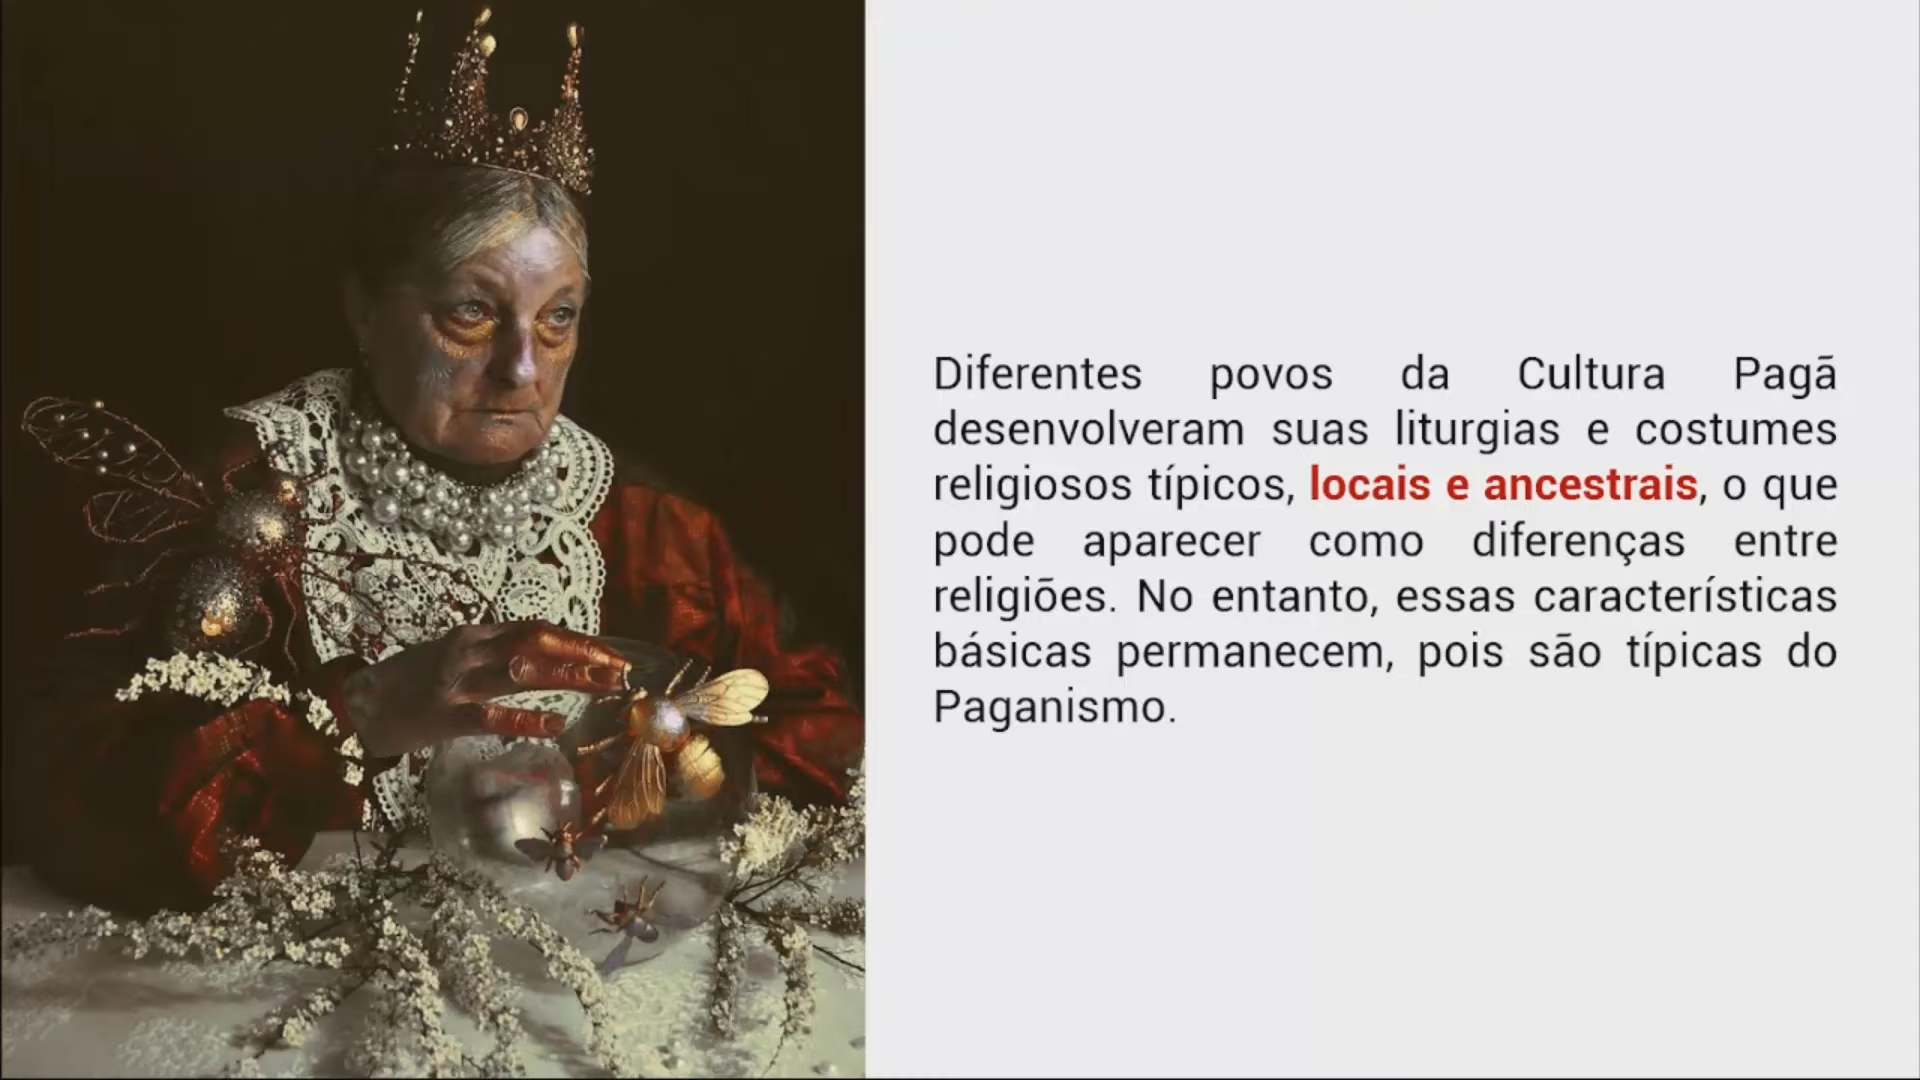 Diferentes povos da Cultura Pagã
desenvolveram suas liturgias e costumes
religiosos típicos, locais e ancestrais, o que
pode aparecer como diferenças entre
religiões. No entanto, essas características
básicas permanecem, pois são típicas do
Paganismo.